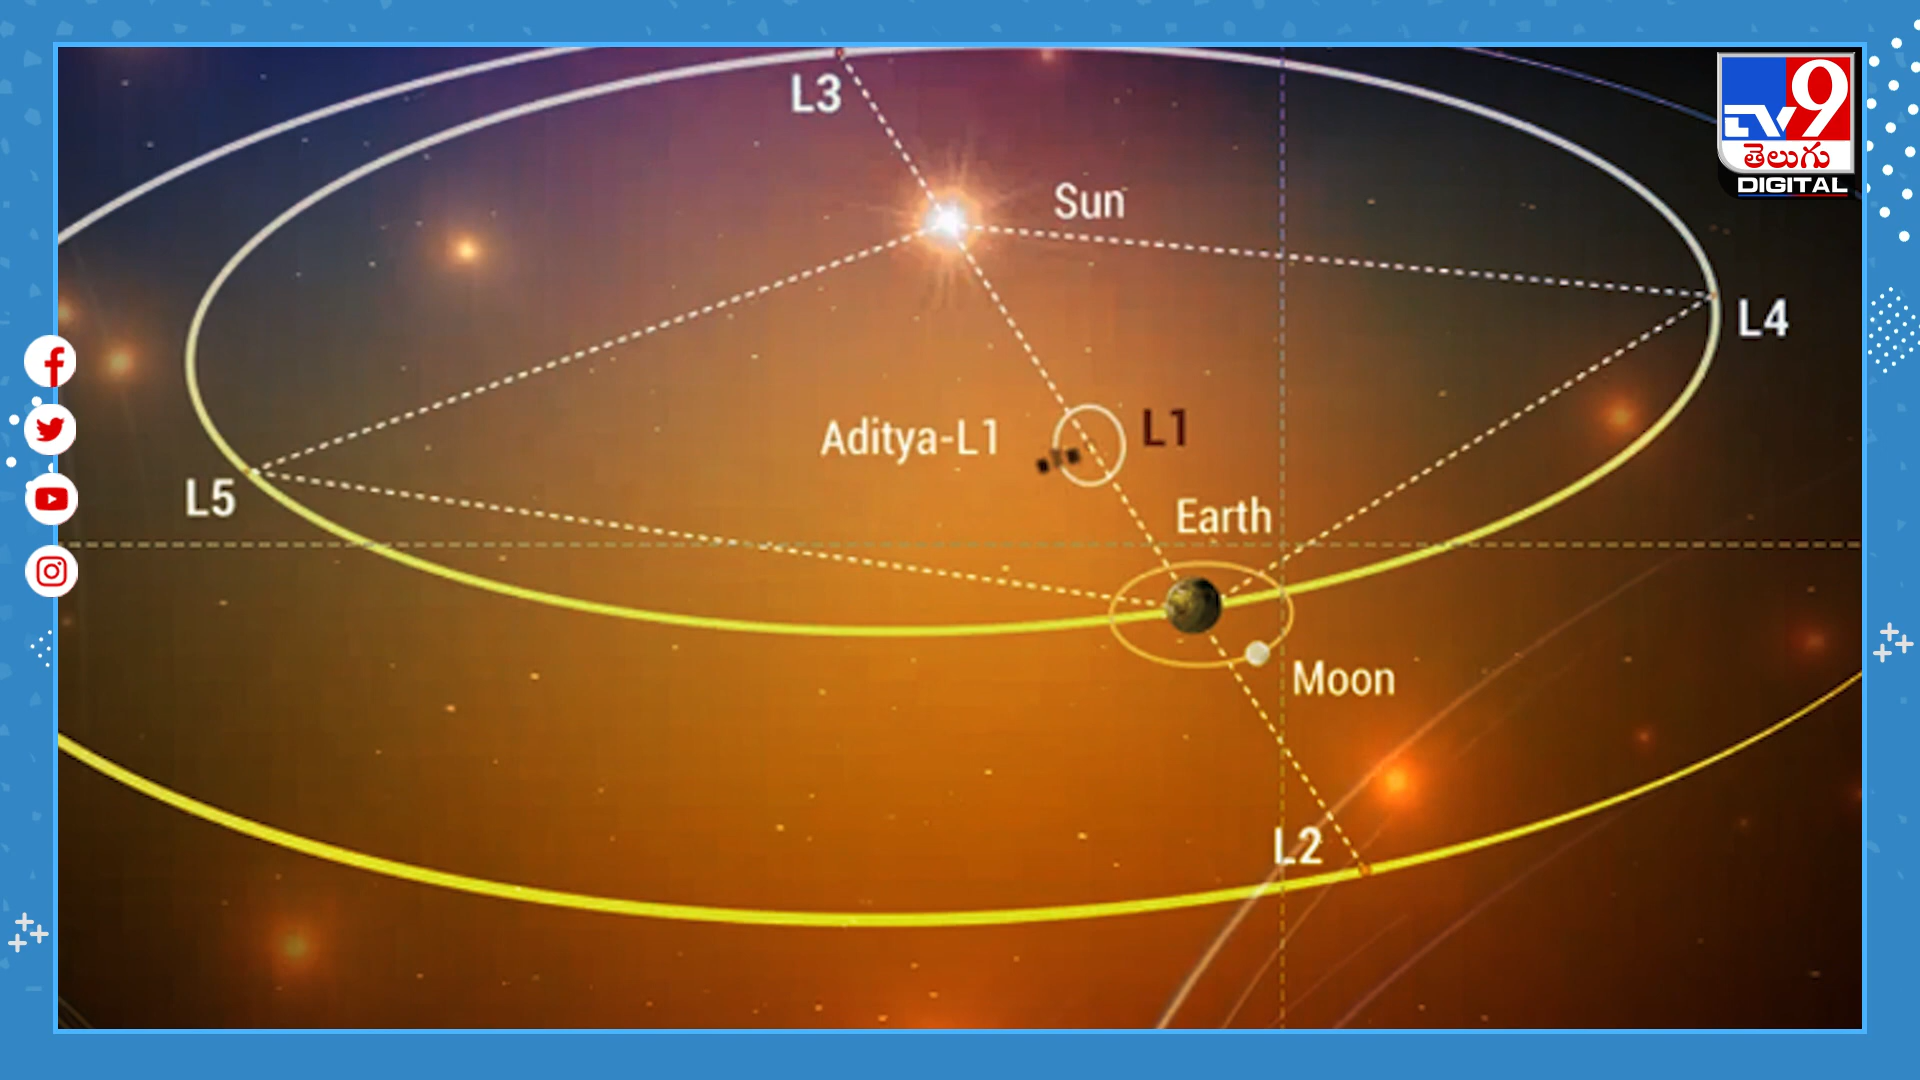 L3
Sun
L4
Aditya-L1
L1
L5
Earth
Moon
L2
TV9
తెలుగు
DIGITAL